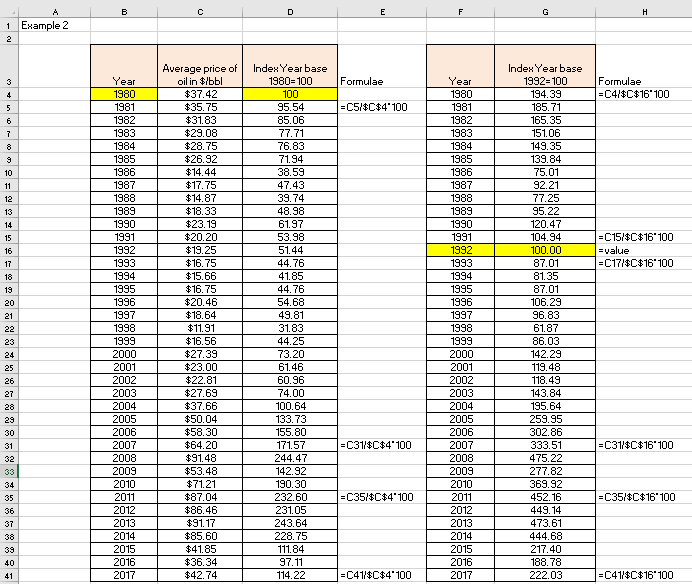 A B C D E F G H
1 Example 2
2
3 Year Average price of oil in $/bbl Index Year base 1980=100 Formulae Year Index Year base 1992=100 Formulae
4 1980 $37.42 100 1980 194.39 =C4/$C$16*100
5 1981 $35.75 95.54 =C5/$C$4*100 1981 185.71
6 1982 $31.83 85.06 1982 165.35
7 1983 $29.08 77.71 1983 151.06
8 1984 $28.75 76.83 1984 149.35
9 1985 $26.92 71.94 1985 139.84
10 1986 $14.44 38.59 1986 75.01
11 1987 $17.75 47.43 1987 92.21
12 1988 $14.87 39.74 1988 77.25
13 1989 $18.33 48.98 1989 95.22
14 1990 $23.19 61.97 1990 120.47
15 1991 $20.20 53.98 1991 104.94 =C15/$C$16*100
16 1992 $19.25 51.44 1992 100.00 =value
17 1993 $16.75 44.76 1993 87.01 =C17/$C$16*100
18 1994 $15.66 41.85 1994 81.35
19 1995 $16.75 44.76 1995 87.01
20 1996 $20.46 54.68 1996 106.29
21 1997 $18.64 49.81 1997 96.83
22 1998 $11.91 31.83 1998 61.87
23 1999 $16.56 44.25 1999 86.03
24 2000 $27.39 73.20 2000 142.29
25 2001 $23.00 61.46 2001 119.48
26 2002 $22.81 60.96 2002 118.49
27 2003 $27.69 74.00 2003 143.84
28 2004 $37.66 100.64 2004 195.64
29 2005 $50.04 133.73 2005 259.95
30 2006 $58.30 155.80 2006 302.86
31 2007 $64.20 171.57 =C31/$C$4*100 2007 333.51 =C31/$C$16*100
32 2008 $91.48 244.47 2008 475.22
33 2009 $53.48 142.92 2009 277.82
34 2010 $71.21 190.30 2010 369.92
35 2011 $87.04 232.60 =C35/$C$4*100 2011 452.16 =C35/$C$16*100
36 2012 $86.46 231.05 2012 449.14
37 2013 $91.17 243.64 2013 473.61
38 2014 $85.60 228.75 2014 444.68
39 2015 $41.85 111.84 2015 217.40
40 2016 $36.34 97.11 2016 188.78
41 2017 $42.74 114.22 =C41/$C$4*100 2017 222.03 =C41/$C$16*100